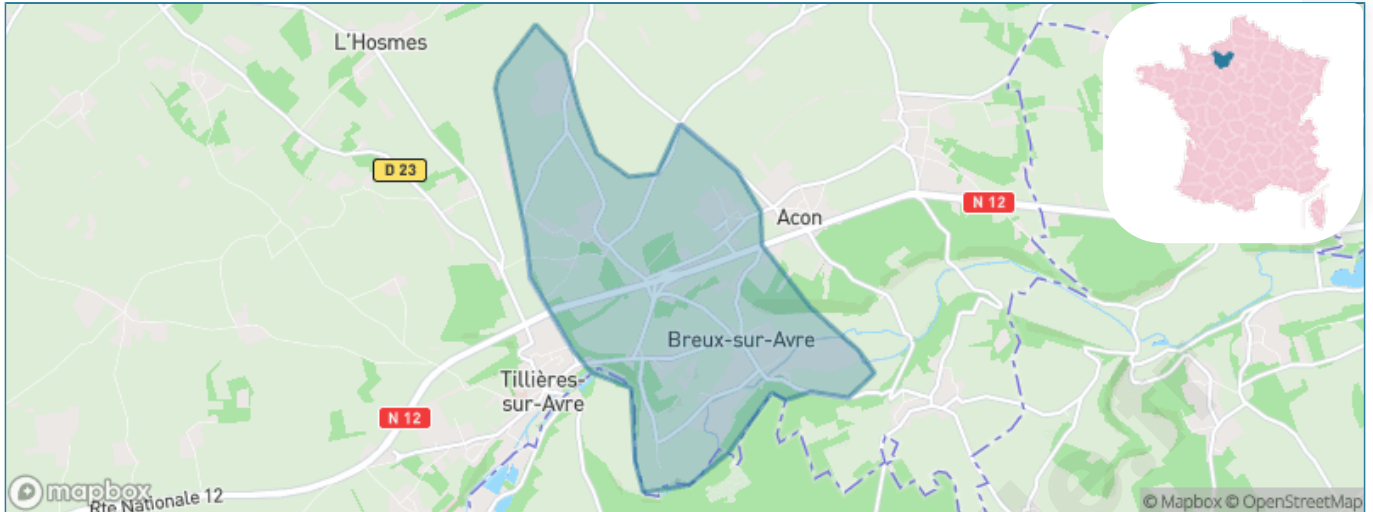 L'Hosmes
D 23
N 12
Acon
Breux-sur-Avre
Tillières-
sur-Avre
N 12
Rte Nationale 12
mapbox
© Mapbox © OpenStreetMap